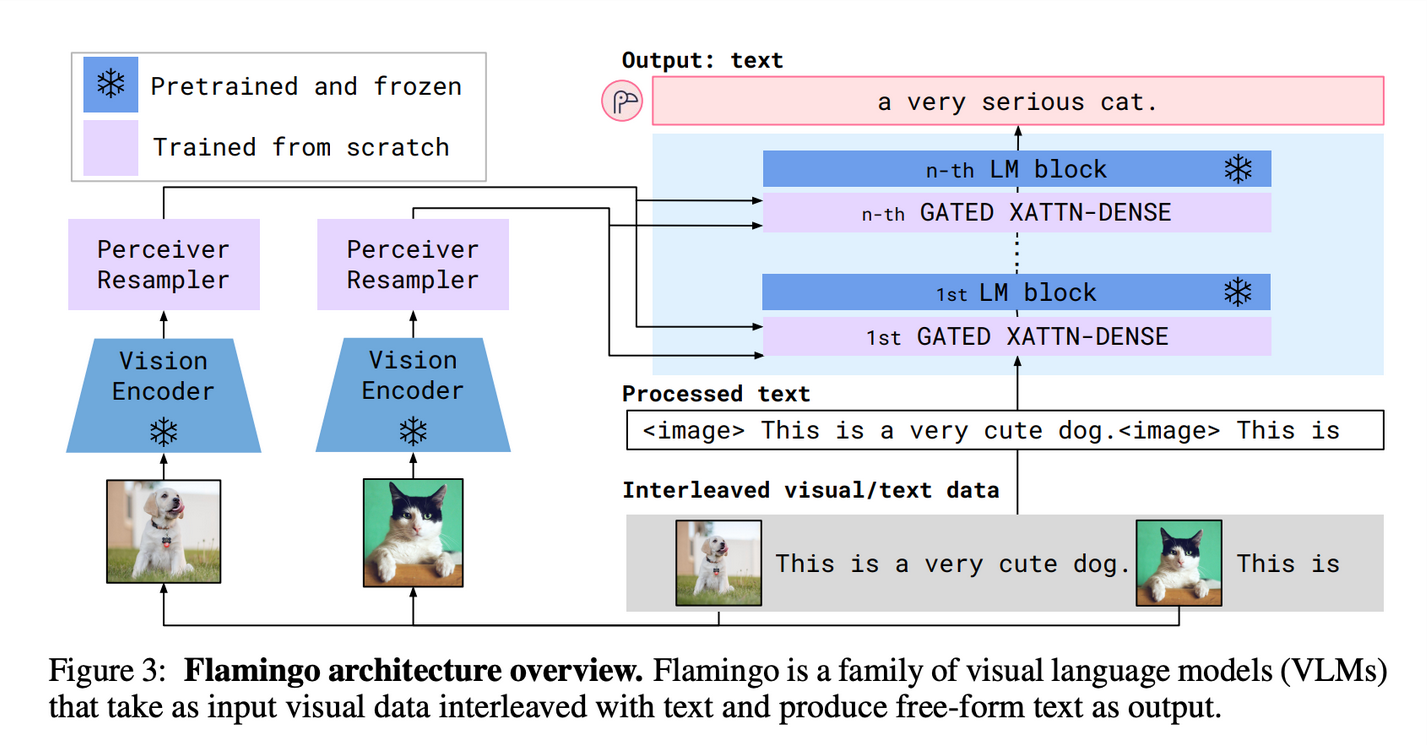 Pretrained and frozen
Trained from scratch
Output: text
a very serious cat.
n-th LM block
n-th GATED XATTN-DENSE
1st LM block
1st GATED XATTN-DENSE
Perceiver
Resampler
Perceiver
Resampler
Vision
Encoder
Vision
Encoder
Processed text
<image> This is a very cute dog.<image> This is
Interleaved visual/text data
This is a very cute dog.
This is
Figure 3: Flamingo architecture overview. Flamingo is a family of visual language models (VLMs)
that take as input visual data interleaved with text and produce free-form text as output.